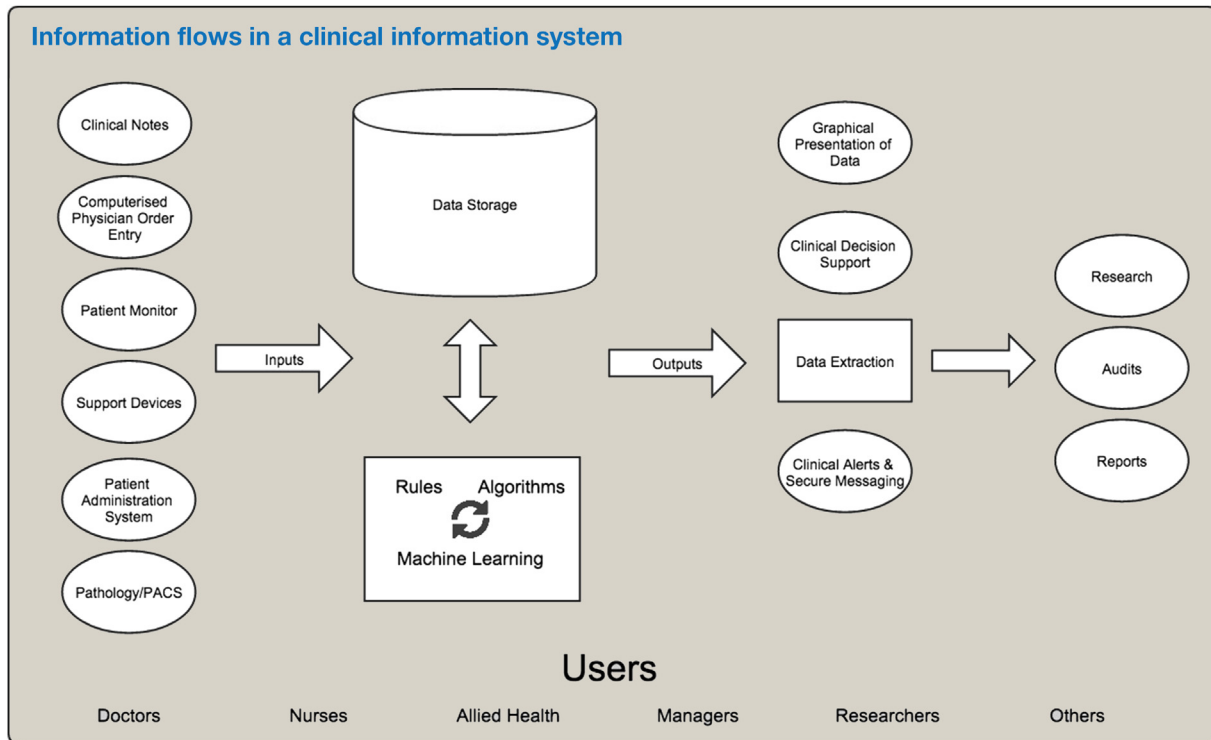 Information flows in a clinical information system
Clinical Notes
Computerised
Physician Order
Entry
Patient Monitor
Support Devices
Patient
Administration
System
Pathology/PACS
Inputs
Data Storage
Rules Algorithms
Machine Learning
Outputs
Graphical
Presentation of
Data
Clinical Decision
Support
Data Extraction
Clinical Alerts &
Secure Messaging
Research
Audits
Reports
Users
Doctors Nurses Allied Health Managers Researchers Others